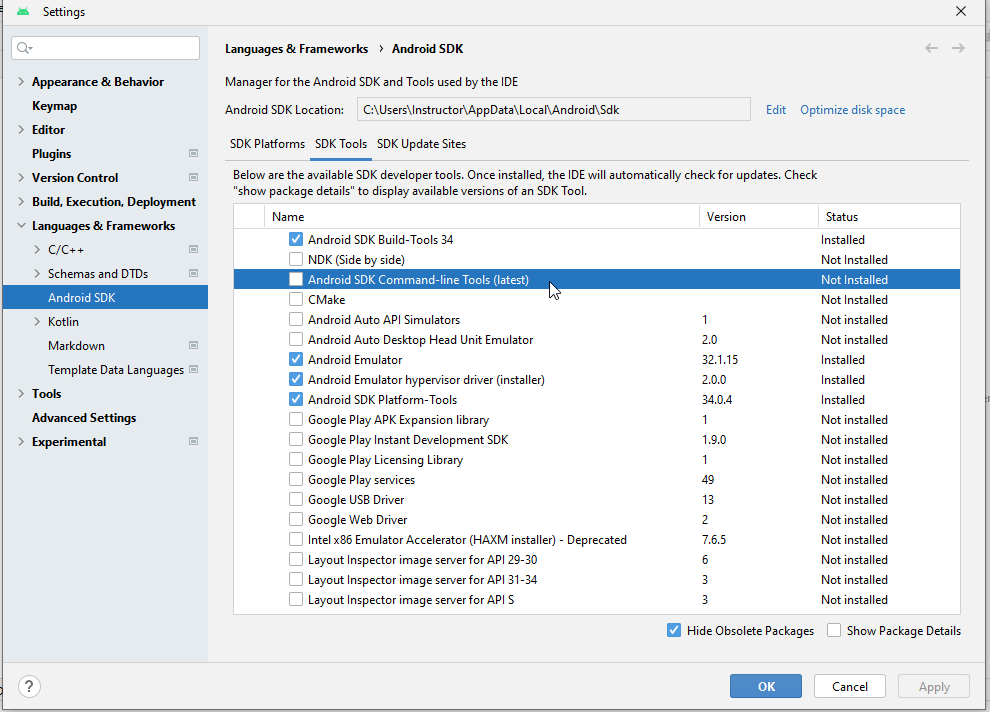 Settings
Languages & Frameworks › Android SDK
Manager for the Android SDK and Tools used by the IDE
Android SDK Location: C:\Users\Instructor\AppData\Local\Android\Sdk Edit Optimize disk space
Appearance & Behavior
Keymap
Editor
Plugins
Version Control
Build, Execution, Deployment
Languages & Frameworks
C/C++
Schemas and DTDs
Android SDK
Kotlin
Markdown
Template Data Languages
Tools
Advanced Settings
Experimental
SDK Platforms SDK Tools SDK Update Sites
Below are the available SDK developer tools. Once installed, the IDE will automatically check for updates. Check
"show package details" to display available versions of an SDK Tool.
Name Version Status
Android SDK Build-Tools 34 Installed
NDK (Side by side) Not Installed
Android SDK Command-line Tools (latest) Not Installed
CMake Not Installed
Android Auto API Simulators 1 Not installed
Android Auto Desktop Head Unit Emulator 2.0 Not installed
Android Emulator 32.1.15 Installed
Android Emulator hypervisor driver (installer) 2.0.0 Installed
Android SDK Platform-Tools 34.0.4 Installed
Google Play APK Expansion library 1 Not installed
Google Play Instant Development SDK 1.9.0 Not installed
Google Play Licensing Library 1 Not installed
Google Play services 49 Not installed
Google USB Driver 13 Not installed
Google Web Driver 2 Not installed
Intel x86 Emulator Accelerator (HAXM installer) - Deprecated 7.6.5 Not installed
Layout Inspector image server for API 29-30 6 Not installed
Layout Inspector image server for API 31-34 3 Not installed
Layout Inspector image server for API S 3 Not installed
Hide Obsolete Packages Show Package Details
? OK Cancel Apply